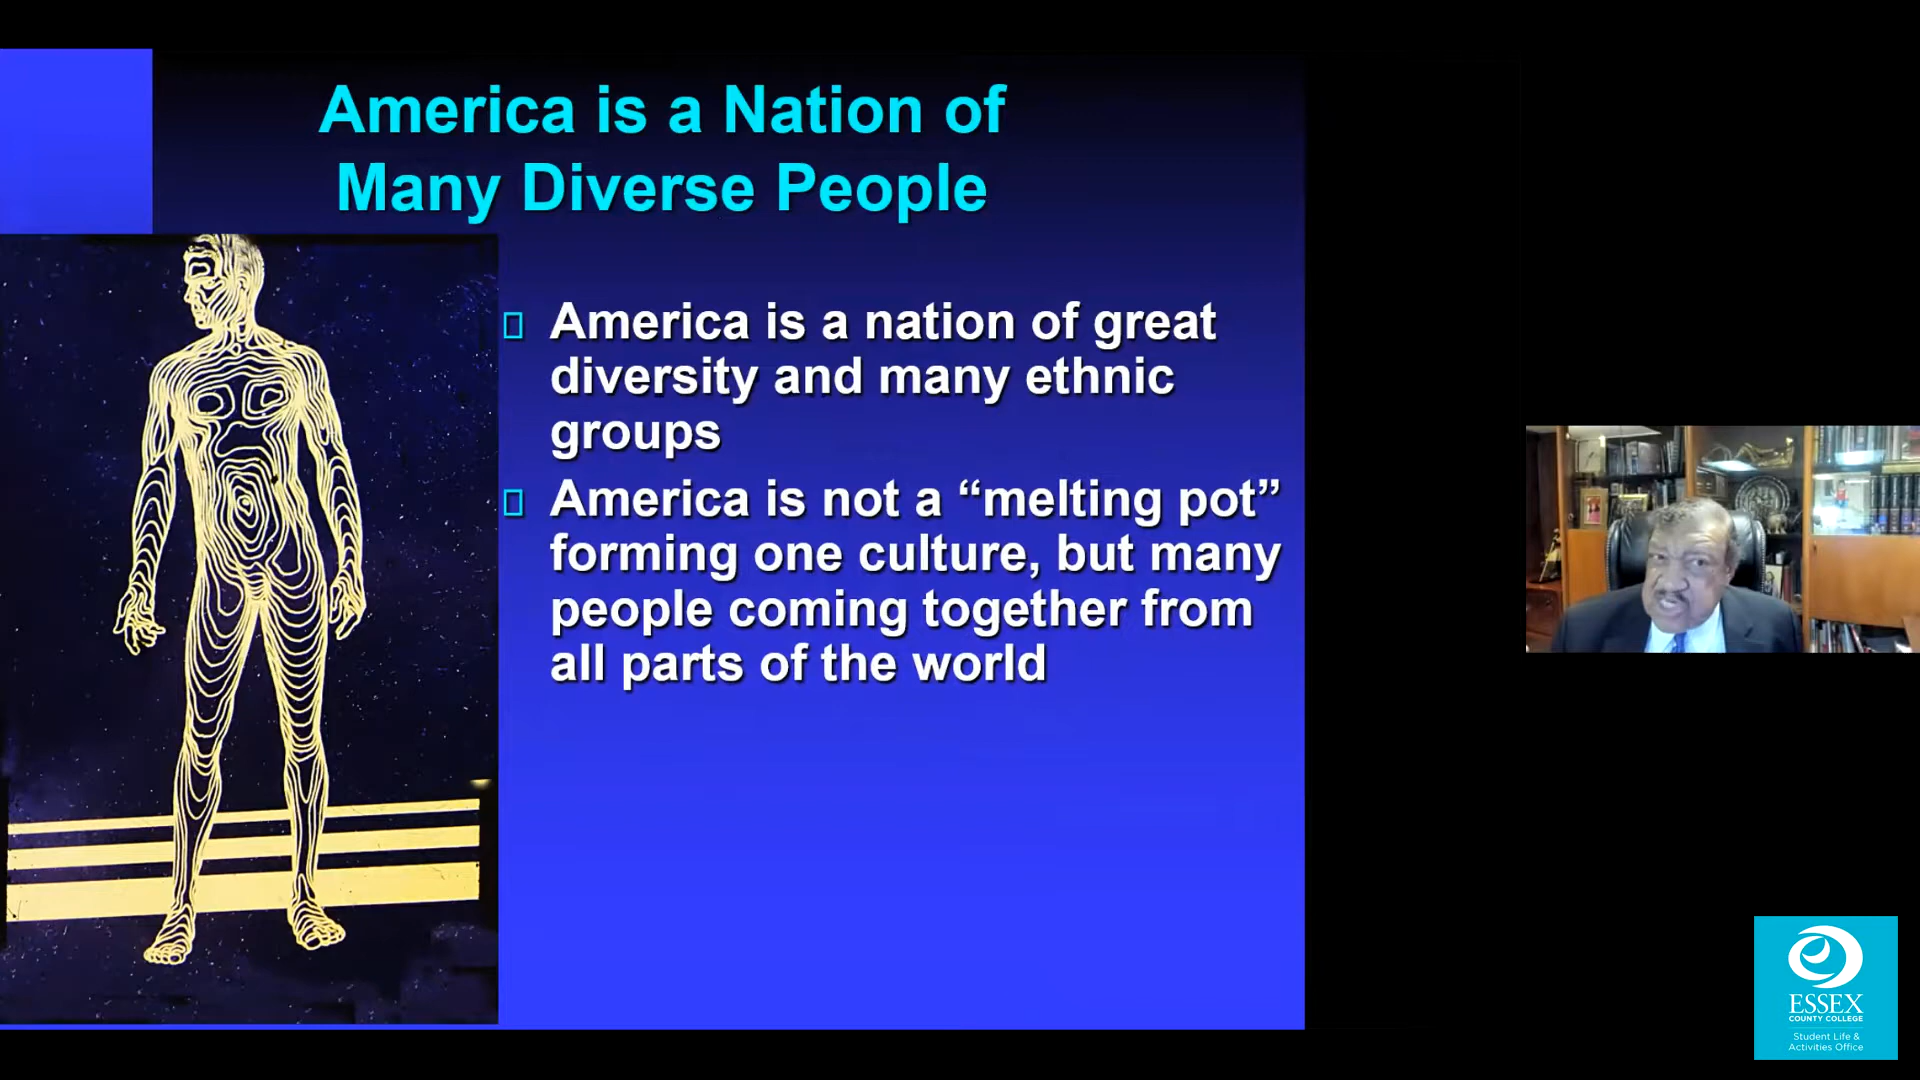 America is a Nation of
Many Diverse People
America is a nation of great
diversity and many ethnic
groups
America is not a “melting pot”
forming one culture, but many
people coming together from
all parts of the world
ESSEX
COUNTY COLLEGE
Student Life &
Activities Office